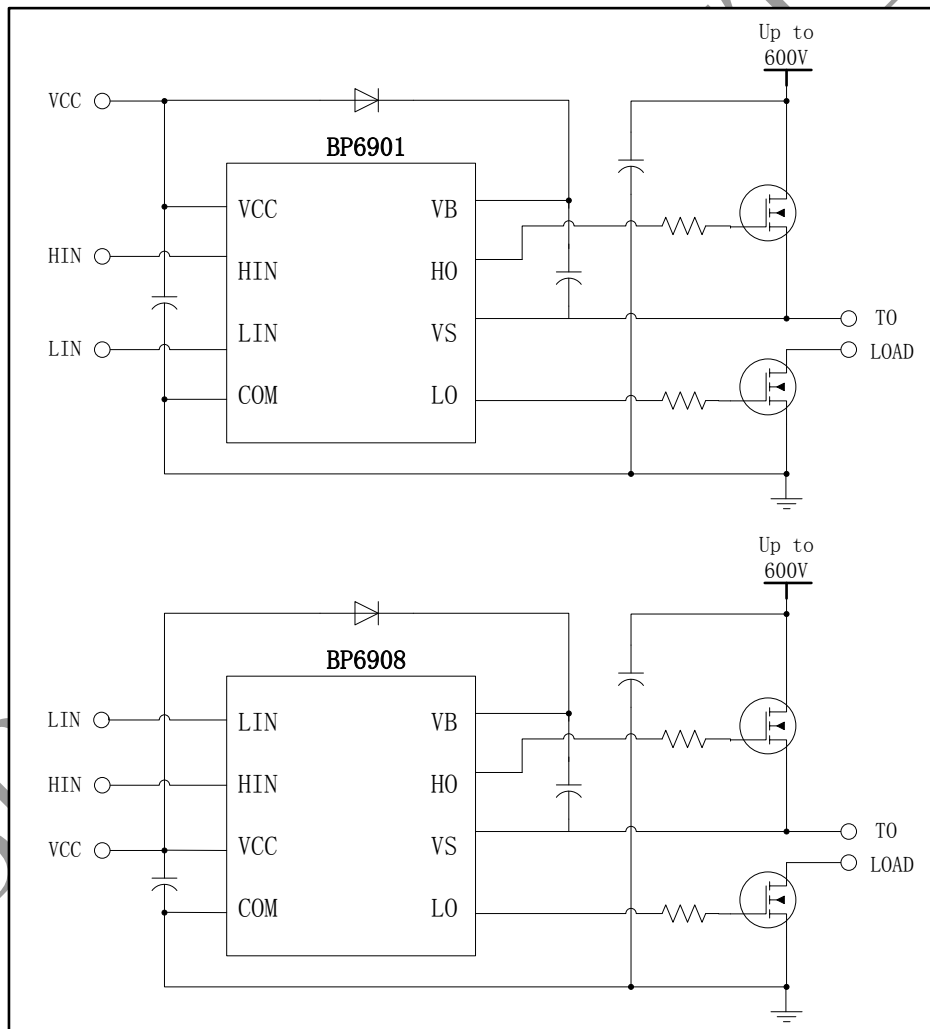 Up to
600V
VCC
BP6901
VCC VB
HIN
HIN HO
LIN VS TO
LIN LOAD
COM LO
Up to
600V
BP6908
LIN LIN VB
HIN HIN HO
VCC VCC VS TO
LOAD
COM LO